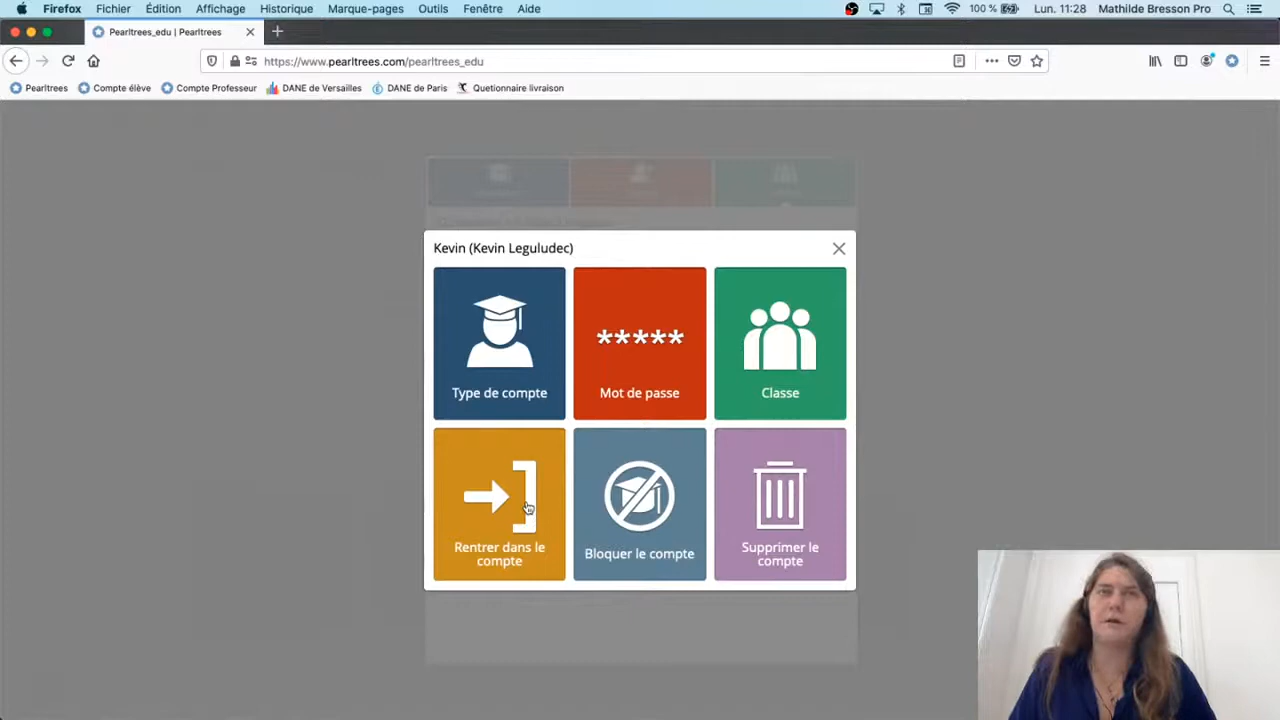 Firefox Fichier Édition Affichage Historique Marque-pages Outils Fenêtre Aide 100 % Lun. 11:28 Mathilde Bresson Pro
Pearltrees_edu | Pearltrees
https://www.pearltrees.com/pearltrees_edu
Pearltrees Compte élève Compte Professeur DANE de Versailles DANE de Paris Quetionnaire livraison
Kevin (Kevin Leguludec)
*****
Type de compte Mot de passe Classe
Rentrer dans le compte
Bloquer le compte
Supprimer le compte